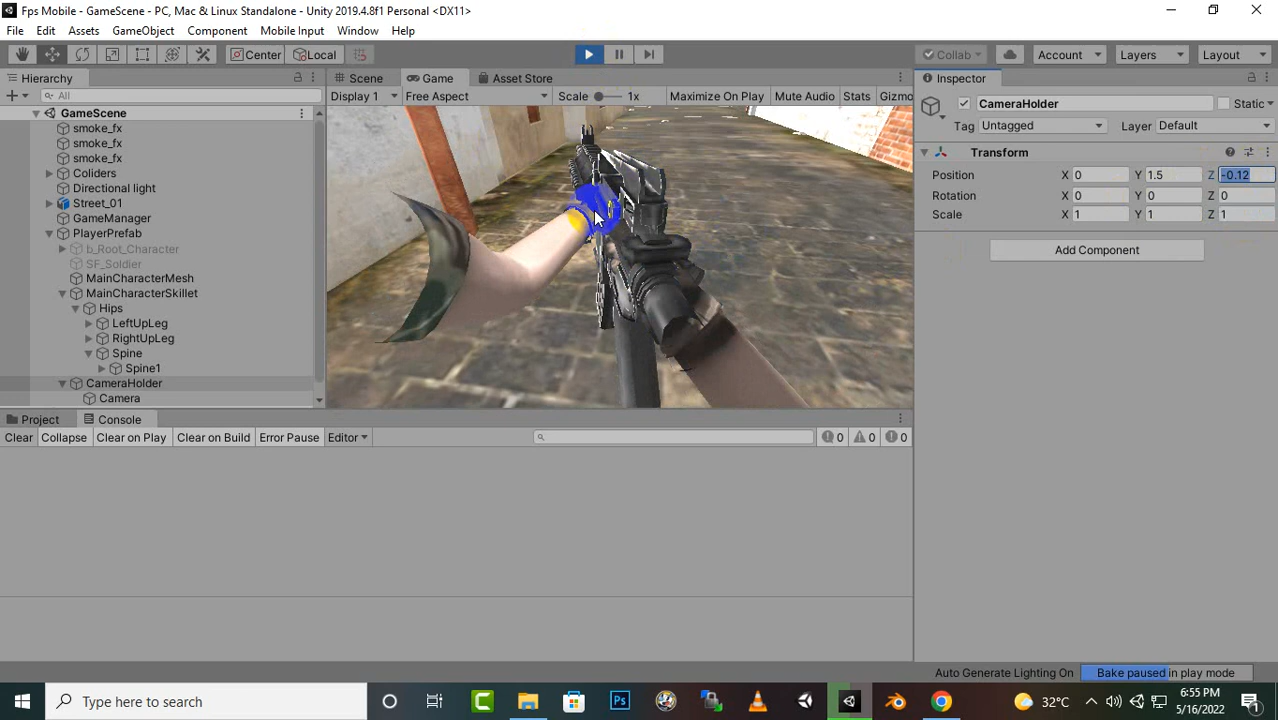 Fps Mobile - GameScene - PC, Mac & Linux Standalone - Unity 2019.4.8f1 Personal <DX11>
File Edit Assets GameObject Component Mobile Input Window Help
Center Local Collab Account Layers Layout
Hierarchy Scene Game Asset Store Inspector
All Display 1 Free Aspect Scale 1x Maximize On Play Mute Audio Stats Gizmo
CameraHolder Static
GameScene
Tag Untagged Layer Default
smoke_fx
smoke_fx
smoke_fx
Transform
Colliders
Position X 0 Y 1.5 Z -0.12
Directional light
Rotation X 0 Y 0 Z 0
Street_01
Scale X 1 Y 1 Z 1
GameManager
PlayerPrefab
b_Root_Character
Add Component
SF_Soldier
MainCharacterMesh
MainCharacterSkillet
Hips
LeftUpLeg
RightUpLeg
Spine
Spine1
CameraHolder
Camera
Project Console
Clear Collapse Clear on Play Clear on Build Error Pause Editor 0 0 0
Auto Generate Lighting On Bake paused in play mode
Type here to search
Ps
32°C
6:55 PM
5/16/2022
1